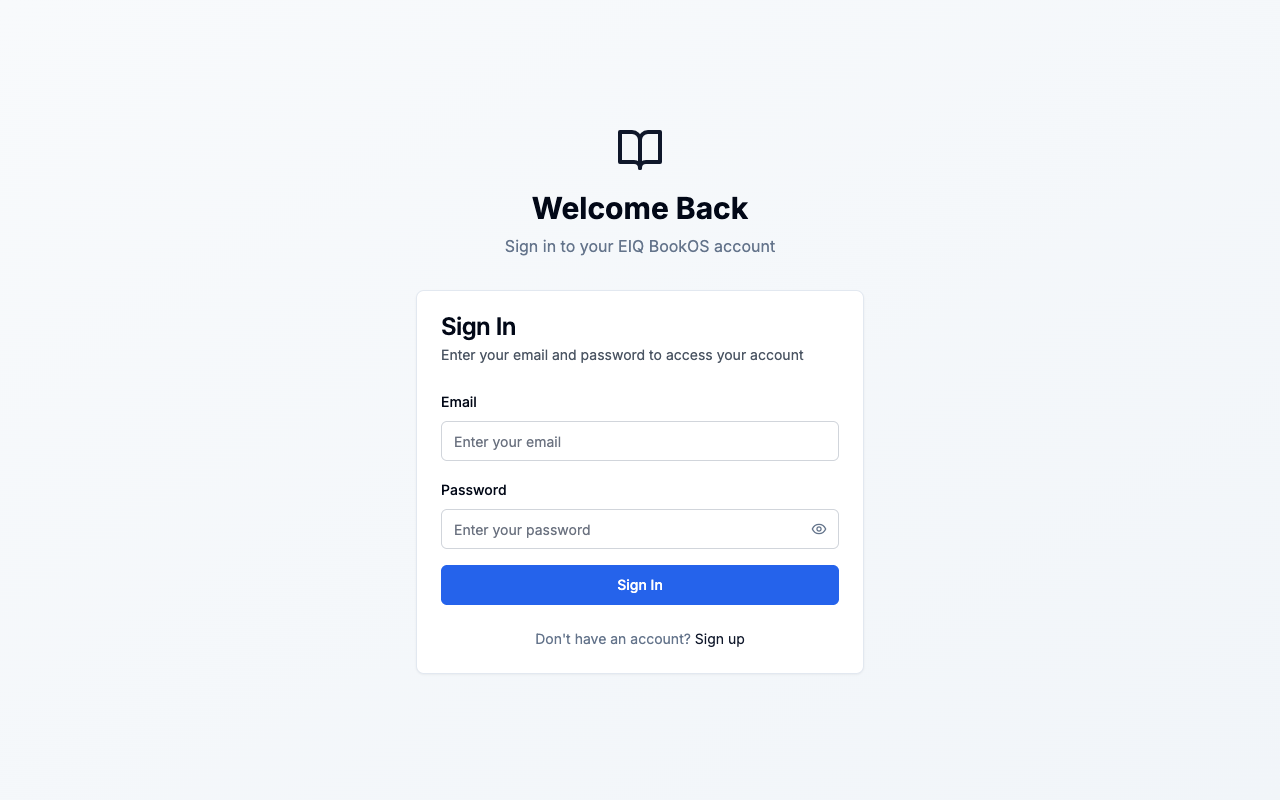 Welcome Back
Sign in to your EIQ BookOS account
Sign In
Enter your email and password to access your account
Email
Enter your email
Password
Enter your password
Sign In
Don't have an account? Sign up